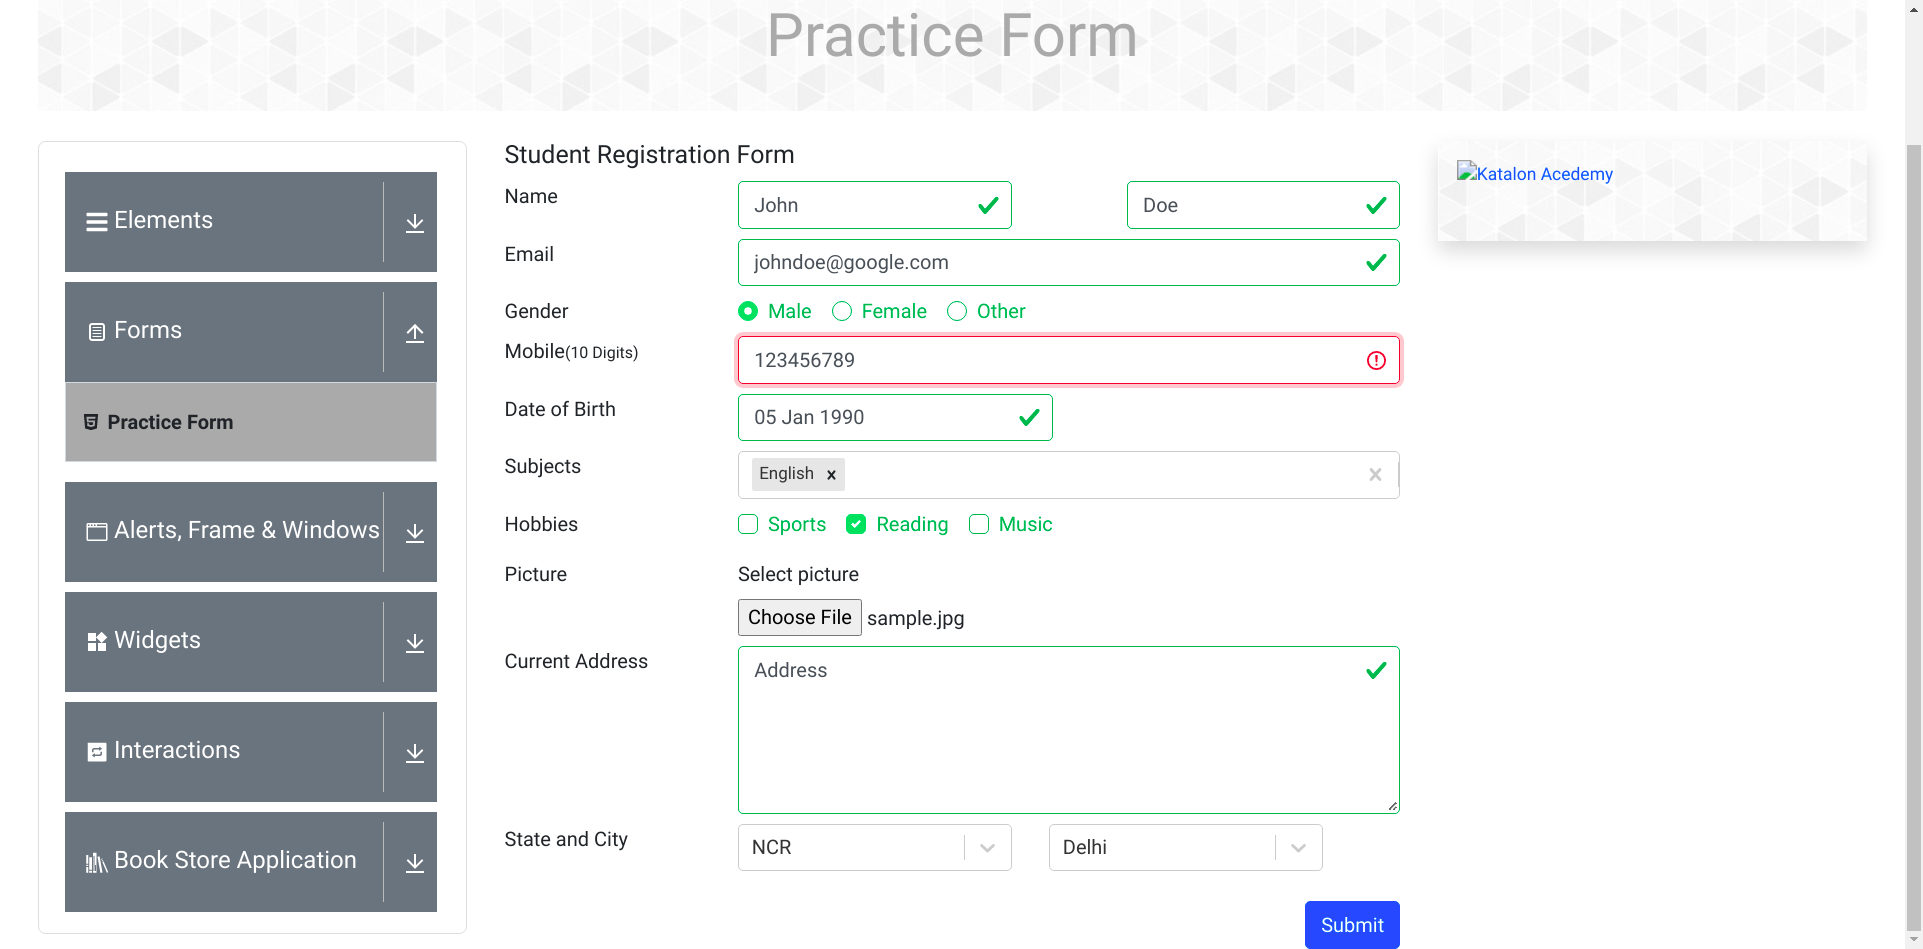 Practice Form
Elements
Forms
Practice Form
Alerts, Frame & Windows
Widgets
Interactions
Book Store Application
Student Registration Form
Name John Doe
Email johndoe@google.com
Gender Male Female Other
Mobile(10 Digits) 123456789
Date of Birth 05 Jan 1990
Subjects English
Hobbies Sports Reading Music
Picture Select picture
Choose File sample.jpg
Current Address Address
State and City NCR Delhi
Submit
Katalon Acedemy